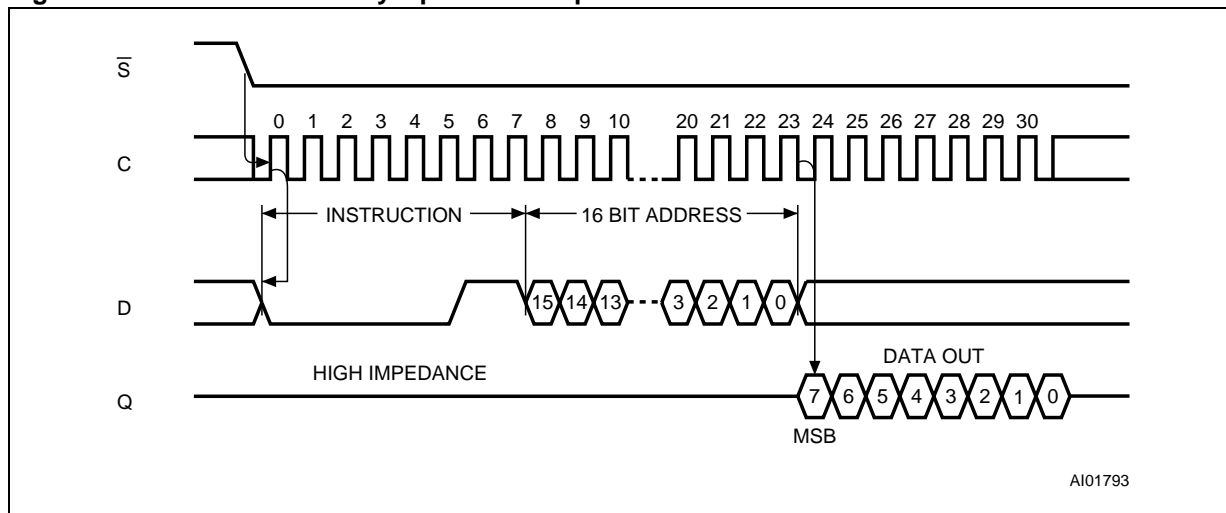 S
0 1 2 3 4 5 6 7 8 9 10 20 21 22 23 24 25 26 27 28 29 30
C
INSTRUCTION 16 BIT ADDRESS
D 15 14 13 3 2 1 0
DATA OUT
HIGH IMPEDANCE
Q 7 6 5 4 3 2 1 0
MSB
AI01793